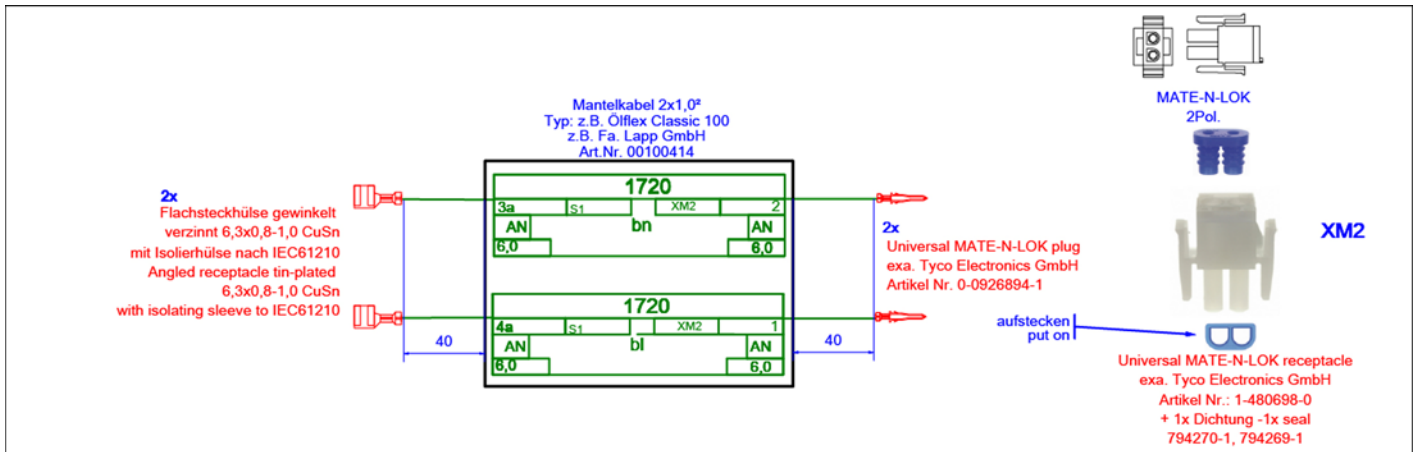 MATE-N-LOK
2Pol.
Mantelkabel 2x1,0²
Typ: z.B. Ölflex Classic 100
z.B. Fa. Lapp GmbH
Art.Nr. 00100414
2x
Flachsteckhülse gewinkelt
verzinnt 6,3x0,8-1,0 CuSn
mit Isolierhülse nach IEC61210
Angled receptacle tin-plated
6,3x0,8-1,0 CuSn
with isolating sleeve to IEC61210
1720
3a S1 XM2 2
AN bn AN
6,0 6,0
1720
4a S1 XM2 1
AN bl AN
6,0 6,0
40
40
2x
Universal MATE-N-LOK plug
exa. Tyco Electronics GmbH
Artikel Nr. 0-0926894-1
XM2
aufstecken
put on
Universal MATE-N-LOK receptacle
exa. Tyco Electronics GmbH
Artikel Nr.: 1-480698-0
+ 1x Dichtung -1x seal
794270-1, 794269-1